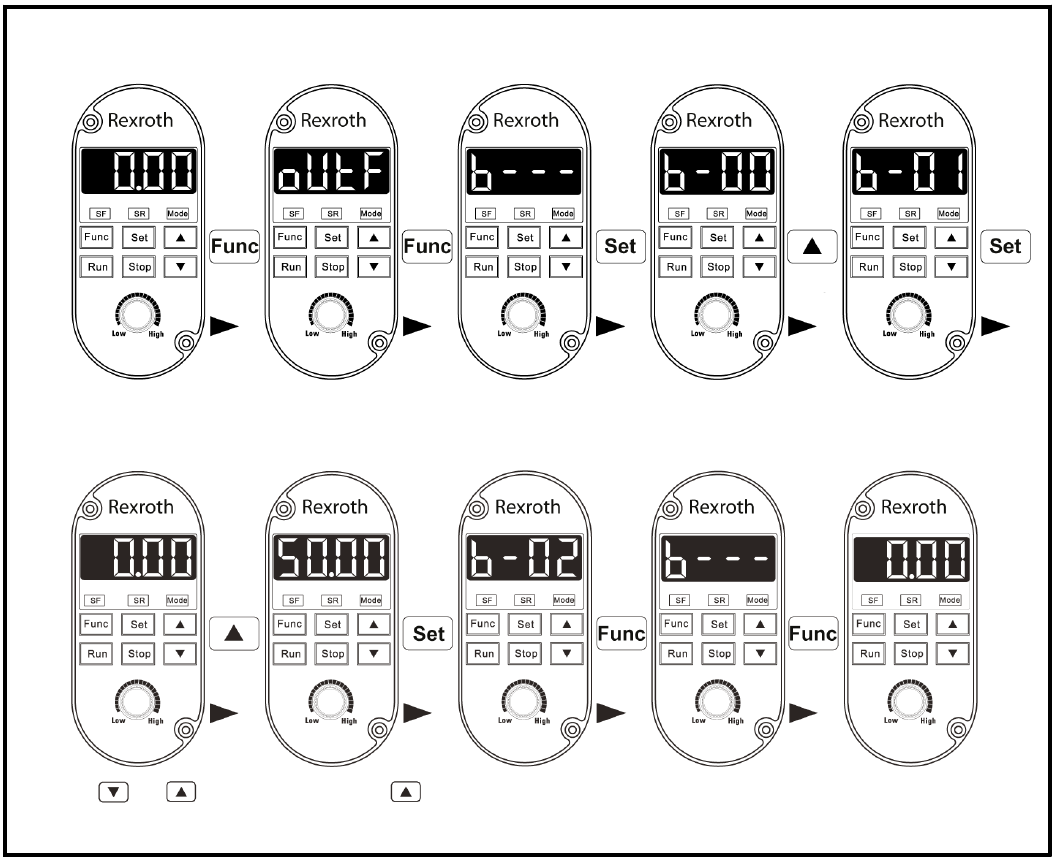 Rexroth Rexroth Rexroth Rexroth Rexroth
0.00 oUtF b--- b-00 b-01
SF SR Mode SF SR Mode SF SR Mode SF SR Mode SF SR Mode
Func Set ▲ Func Set ▲ Func Set ▲ Func Set ▲ Func Set ▲
Func Func Set ▲ Set
Run Stop ▼ Run Stop ▼ Run Stop ▼ Run Stop ▼ Run Stop ▼
Low High Low High Low High Low High Low High
Rexroth Rexroth Rexroth Rexroth Rexroth
0.00 50.00 b-02 b--- 0.00
SF SR Mode SF SR Mode SF SR Mode SF SR Mode SF SR Mode
Func Set ▲ Func Set ▲ Func Set ▲ Func Set ▲ Func Set ▲
▲ Set Func Func
Run Stop ▼ Run Stop ▼ Run Stop ▼ Run Stop ▼ Run Stop ▼
Low High Low High Low High Low High Low High
▼ ▲ ▲